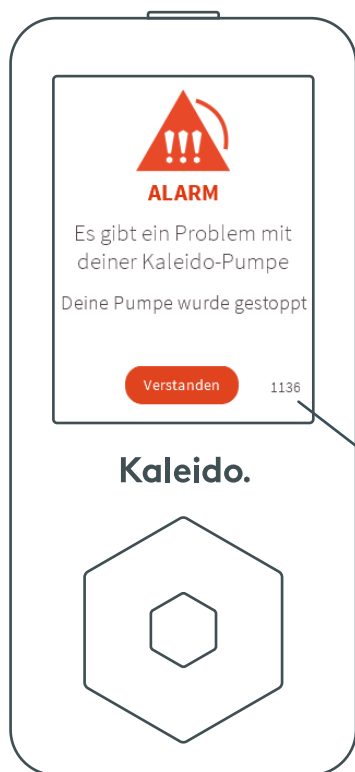 !!!
ALARM
Es gibt ein Problem mit
deiner Kaleido-Pumpe
Deine Pumpe wurde gestoppt
Verstanden
1136
Kaleido.